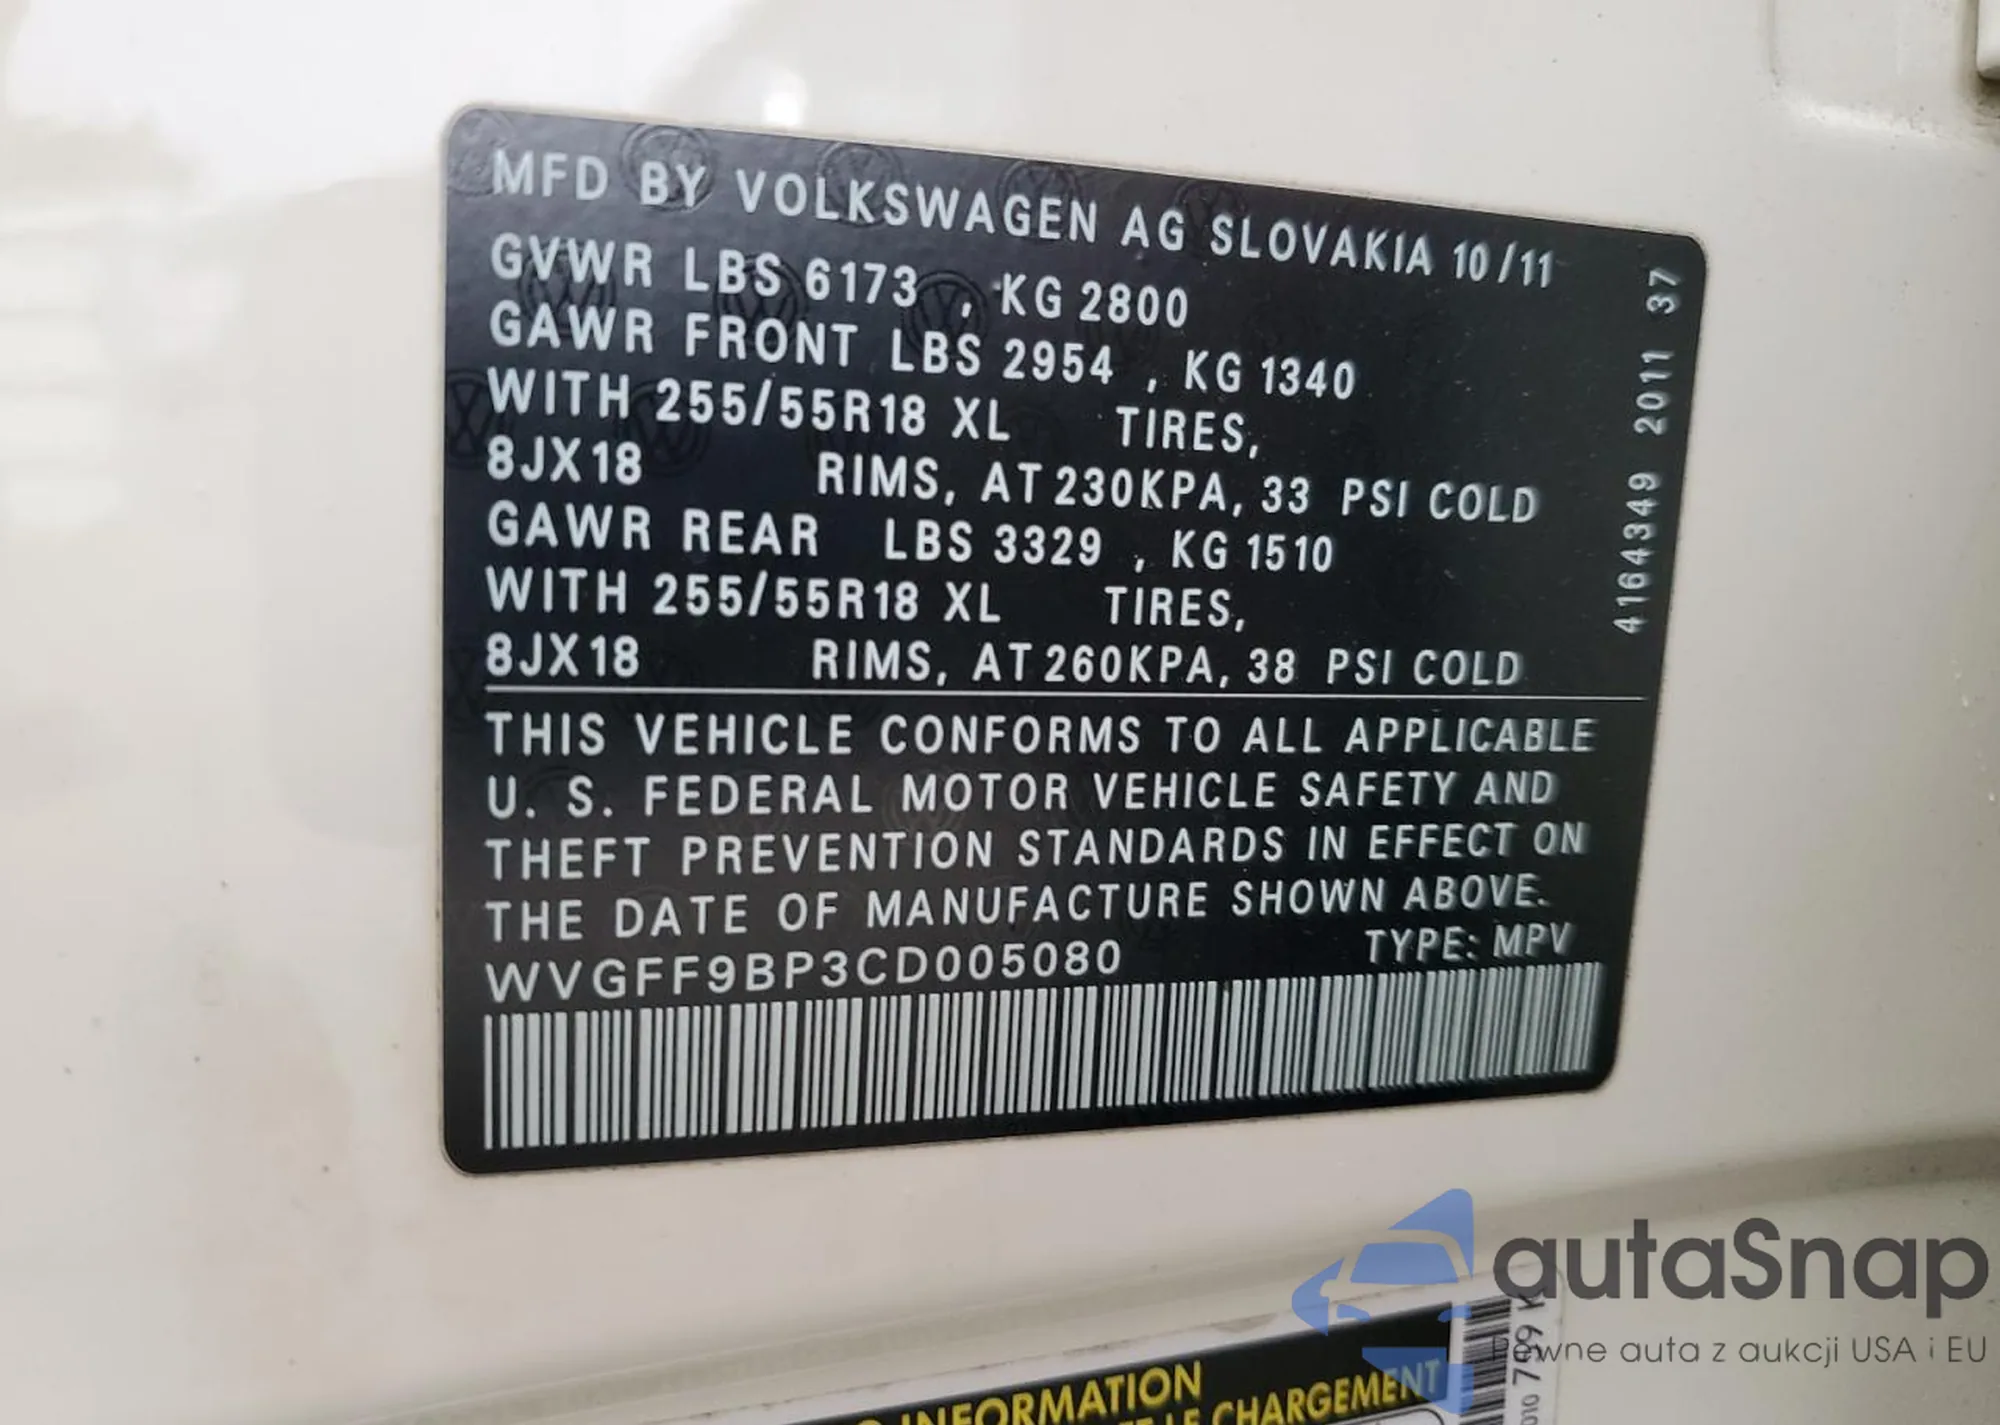 MFD BY VOLKSWAGEN AG SLOVAKIA 10/11
GVWR LBS 6173 , KG 2800
GAWR FRONT LBS 2954 , KG 1340
WITH 255/55R18 XL TIRES,
8JX18 RIMS, AT 230KPA, 33 PSI COLD
GAWR REAR LBS 3329 , KG 1510
WITH 255/55R18 XL TIRES,
8JX18 RIMS, AT 260KPA, 38 PSI COLD
THIS VEHICLE CONFORMS TO ALL APPLICABLE
U. S. FEDERAL MOTOR VEHICLE SAFETY AND
THEFT PREVENTION STANDARDS IN EFFECT ON
THE DATE OF MANUFACTURE SHOWN ABOVE.
TYPE: MPV
WVGFF9BP3CD005080
4164349 2011 37
autaSnap
Pewne auta z aukcji USA i EU
INFORMATION
LE CHARGEMENT